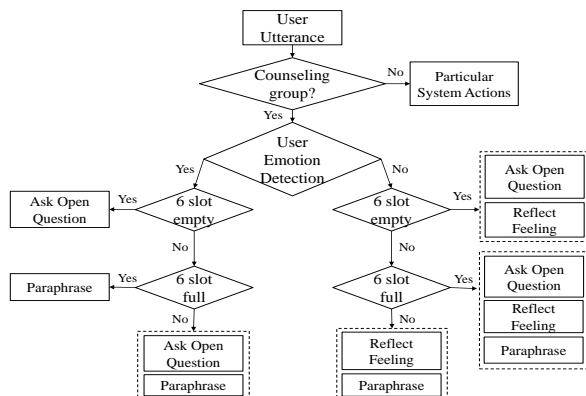 User
Utterance
Counseling
group?
No
Particular
System Actions
Yes
User
Emotion
Detection
Yes
No
Ask Open
Question
Yes
6 slot
empty
6 slot
empty
Yes
Ask Open
Question
Reflect
Feeling
No
No
Paraphrase
Yes
6 slot
full
6 slot
full
Yes
Ask Open
Question
Reflect
Feeling
Paraphrase
No
No
Ask Open
Question
Paraphrase
Reflect
Feeling
Paraphrase